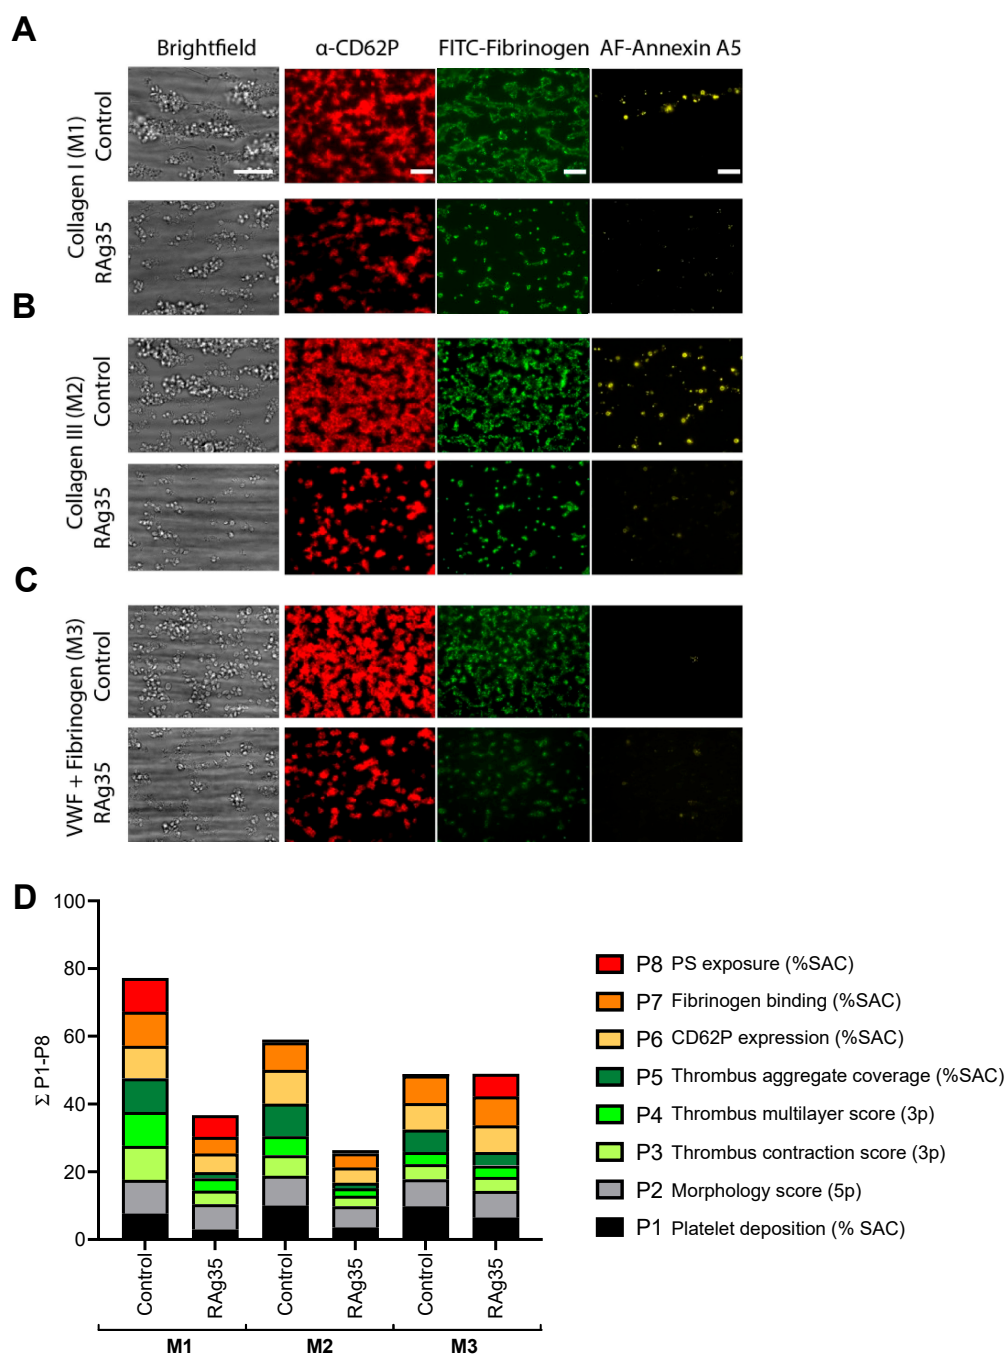 A
Brightfield
α-CD62P
FITC-Fibrinogen
AF-Annexin A5
Collagen I (M1)
Control
RAg35
B
Collagen III (M2)
Control
RAg35
C
VWF + Fibrinogen (M3)
Control
RAg35
D
Σ P1-P8
100
80
60
40
20
0
Control
RAg35
Control
RAg35
Control
RAg35
M1
M2
M3
P8 PS exposure (%SAC)
P7 Fibrinogen binding (%SAC)
P6 CD62P expression (%SAC)
P5 Thrombus aggregate coverage (%SAC)
P4 Thrombus multilayer score (3p)
P3 Thrombus contraction score (3p)
P2 Morphology score (5p)
P1 Platelet deposition (% SAC)